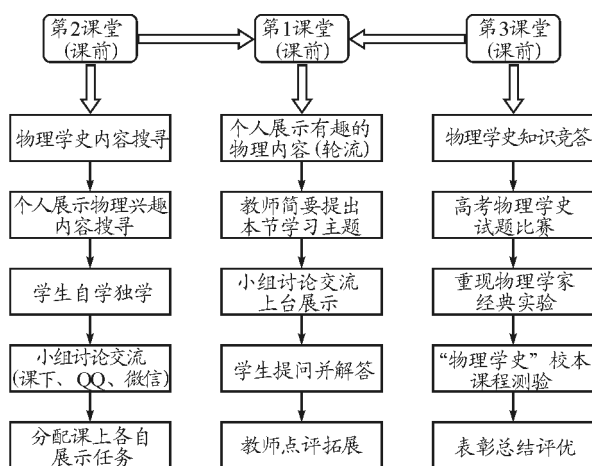 第2课堂
(课前)
第1课堂
(课前)
第3课堂
(课前)
物理学史内容搜寻
个人展示物理兴趣
内容搜寻
学生自学独学
小组讨论交流
(课下、QQ、微信)
分配课上各自
展示任务
个人展示有趣的
物理内容(轮流)
教师简要提出
本节学习主题
小组讨论交流
上台展示
学生提问并解答
教师点评拓展
物理学史知识竞答
高考物理学史
试题比赛
重现物理学家
经典实验
“物理学史”校本
课程测验
表彰总结评优